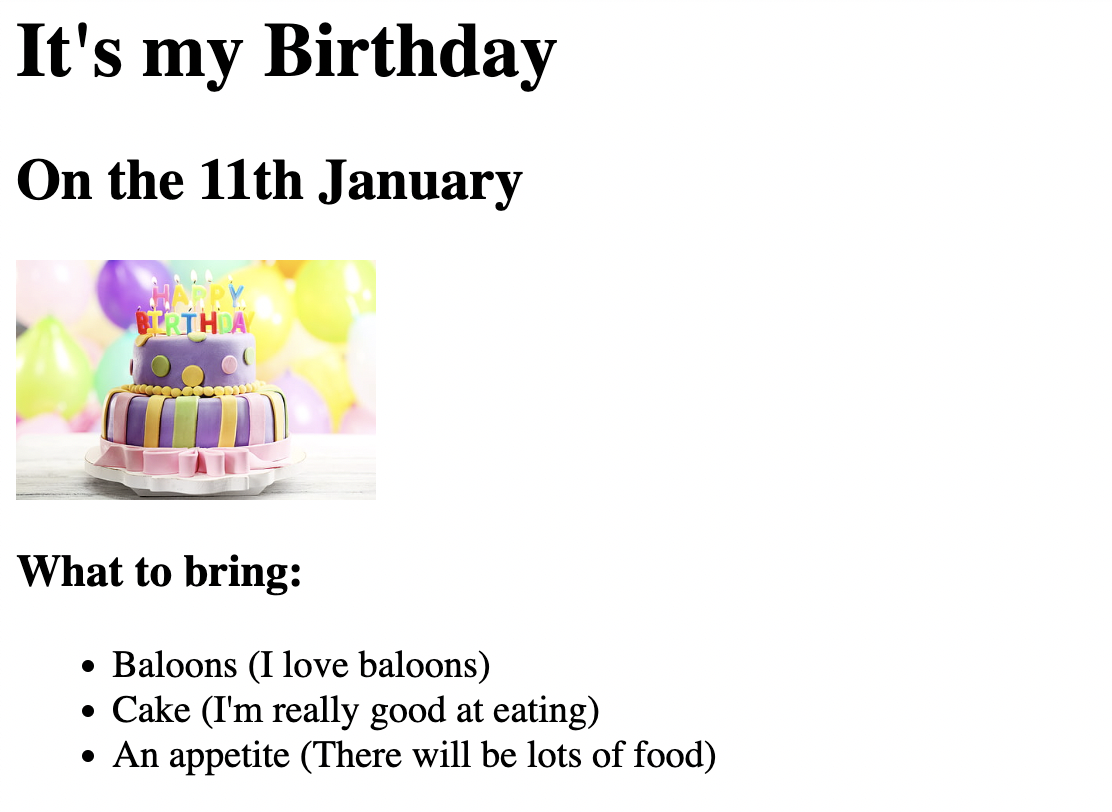 It's my Birthday
On the 11th January
HAPPY
BIRTHDAY
What to bring:
Baloons (I love baloons)
Cake (I'm really good at eating)
An appetite (There will be lots of food)